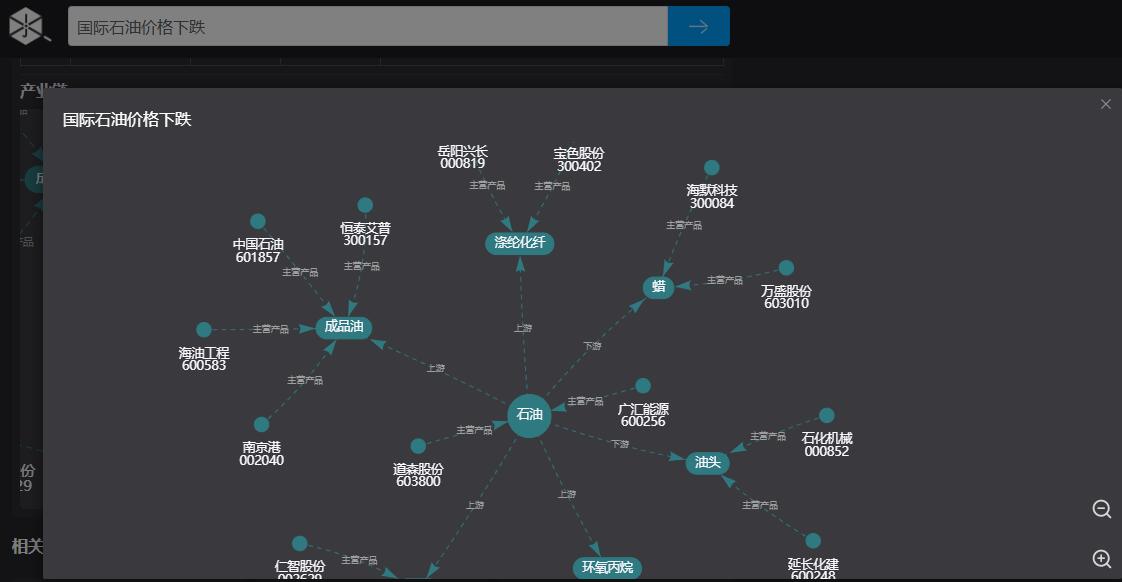 国际石油价格下跌
产业链
国际石油价格下跌
岳阳兴长
000819
宝色股份
300402
主营产品
主营产品
海默科技
300084
主营产品
涤纶化纤
恒泰艾普
300157
主营产品
中国石油
601857
主营产品
蜡
主营产品
万盛股份
603010
成品油
主营产品
海油工程
600583
上游
下游
主营产品
上游
石油
主营产品
广汇能源
600256
主营产品
道森股份
603800
南京港
002040
下游
油头
主营产品
石化机械
000852
上游
上游
主营产品
延长化建
600248
仁智股份
002629
主营产品
环氧丙烷
品
份
29
相关